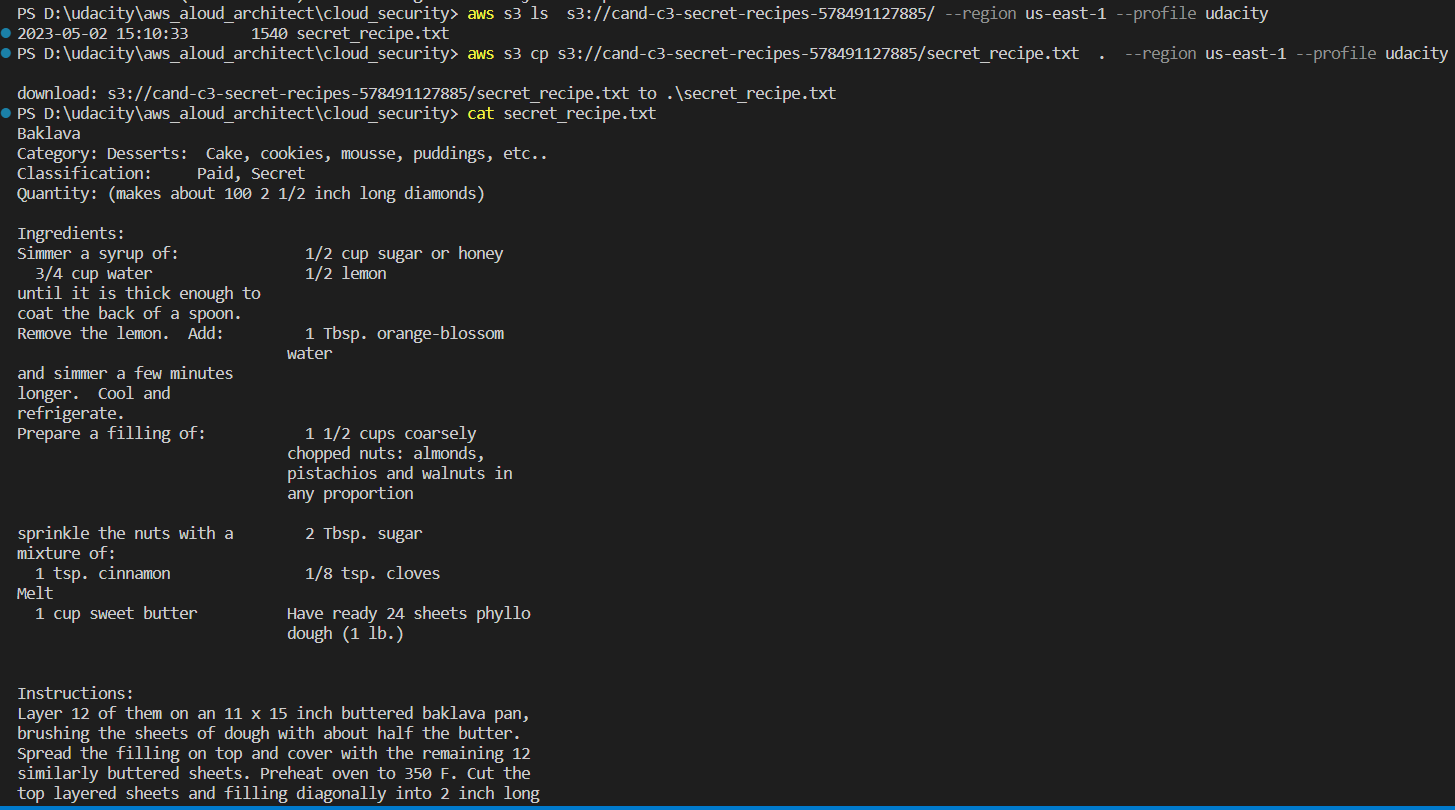 PS D:\udacity\aws_aloud_architect\cloud_security> aws s3 ls  s3://cand-c3-secret-recipes-578491127885/ --region us-east-1 --profile udacity
2023-05-02 15:10:33       1540 secret_recipe.txt
PS D:\udacity\aws_aloud_architect\cloud_security> aws s3 cp s3://cand-c3-secret-recipes-578491127885/secret_recipe.txt  .  --region us-east-1 --profile udacity
download: s3://cand-c3-secret-recipes-578491127885/secret_recipe.txt to .\secret_recipe.txt
PS D:\udacity\aws_aloud_architect\cloud_security> cat secret_recipe.txt
Baklava
Category: Desserts:  Cake, cookies, mousse, puddings, etc..
Classification:     Paid, Secret
Quantity: (makes about 100 2 1/2 inch long diamonds)
Ingredients:
Simmer a syrup of:              1/2 cup sugar or honey
  3/4 cup water                 1/2 lemon
until it is thick enough to
coat the back of a spoon.
Remove the lemon.  Add:         1 Tbsp. orange-blossom
                              water
and simmer a few minutes
longer.  Cool and
refrigerate.
Prepare a filling of:           1 1/2 cups coarsely
                              chopped nuts: almonds,
                              pistachios and walnuts in
                              any proportion
sprinkle the nuts with a        2 Tbsp. sugar
mixture of:
  1 tsp. cinnamon               1/8 tsp. cloves
Melt
  1 cup sweet butter          Have ready 24 sheets phyllo
                              dough (1 lb.)
Instructions:
Layer 12 of them on an 11 x 15 inch buttered baklava pan,
brushing the sheets of dough with about half the butter.
Spread the filling on top and cover with the remaining 12
similarly buttered sheets. Preheat oven to 350 F. Cut the
top layered sheets and filling diagonally into 2 inch long